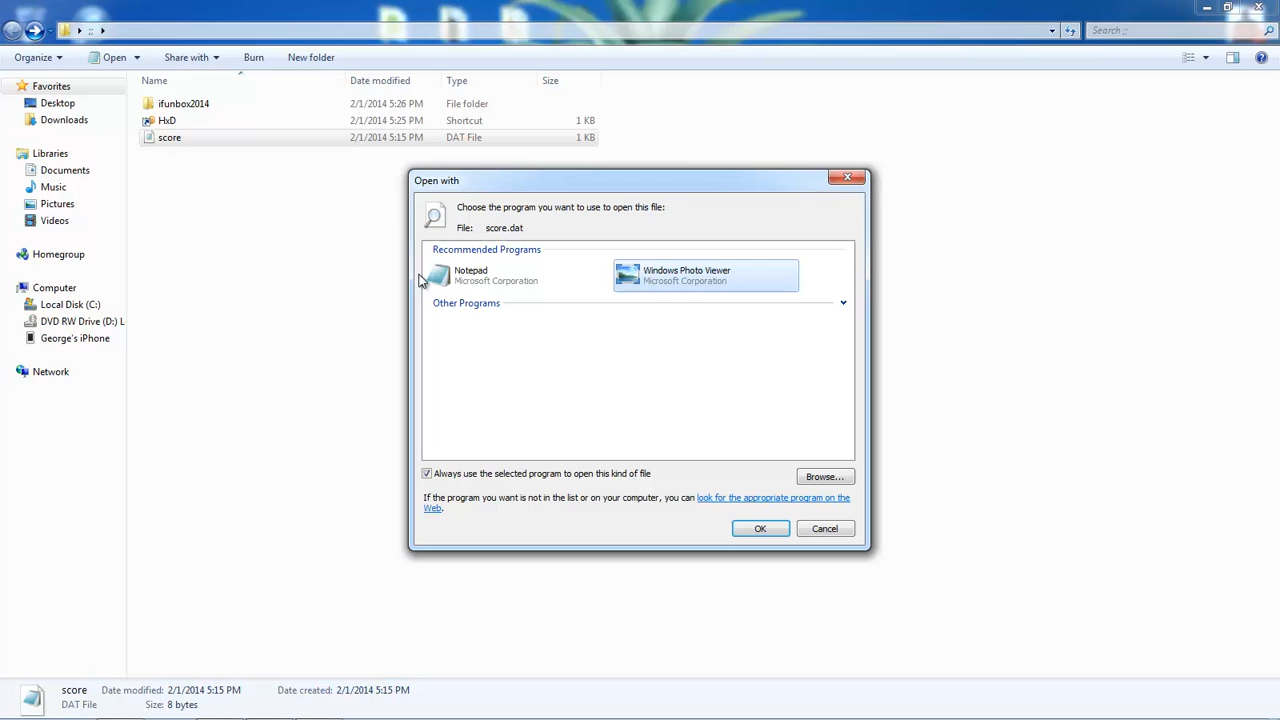 Search ;;
Organize Open Share with Burn New folder
Name Date modified Type Size
Favorites
Desktop
Downloads
Libraries
Documents
Music
Pictures
Videos
Homegroup
Computer
Local Disk (C:)
DVD RW Drive (D:) L
George's iPhone
Network
ifunbox2014 2/1/2014 5:26 PM File folder
HxD 2/1/2014 5:25 PM Shortcut 1 KB
score 2/1/2014 5:15 PM DAT File 1 KB
Open with
Choose the program you want to use to open this file:
File: score.dat
Recommended Programs
Notepad
Microsoft Corporation
Windows Photo Viewer
Microsoft Corporation
Other Programs
Always use the selected program to open this kind of file
Browse...
If the program you want is not in the list or on your computer, you can look for the appropriate program on the
Web.
OK Cancel
score Date modified: 2/1/2014 5:15 PM Date created: 2/1/2014 5:15 PM
DAT File Size: 8 bytes